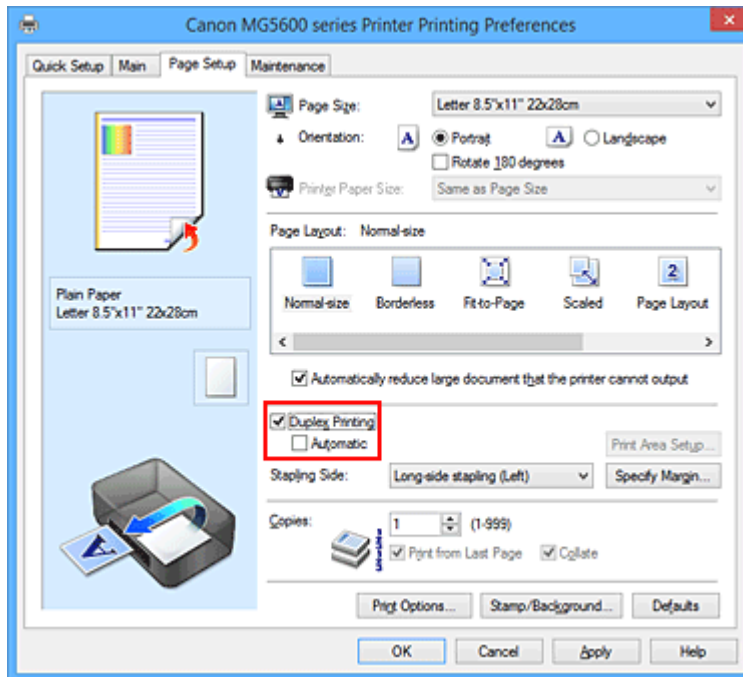 Canon MG5600 series Printer Printing Preferences
Quick Setup Main Page Setup Maintenance
Page Size: Letter 8.5"x11" 22x28cm
Orientation: A Portrait A Landscape
Rotate 180 degrees
Printer Paper Size: Same as Page Size
Page Layout: Normal-size
2
Normal-size Borderless Fit-to-Page Scaled Page Layout
Plain Paper
Letter 8.5"x11" 22x28cm
Automatically reduce large document that the printer cannot output
Duplex Printing
Automatic
Print Area Setup...
Stapling Side: Long-side stapling (Left) Specify Margin...
Copies: 1 (1-999)
Print from Last Page Collate
A
Print Options... Stamp/Background... Defaults
OK Cancel Apply Help